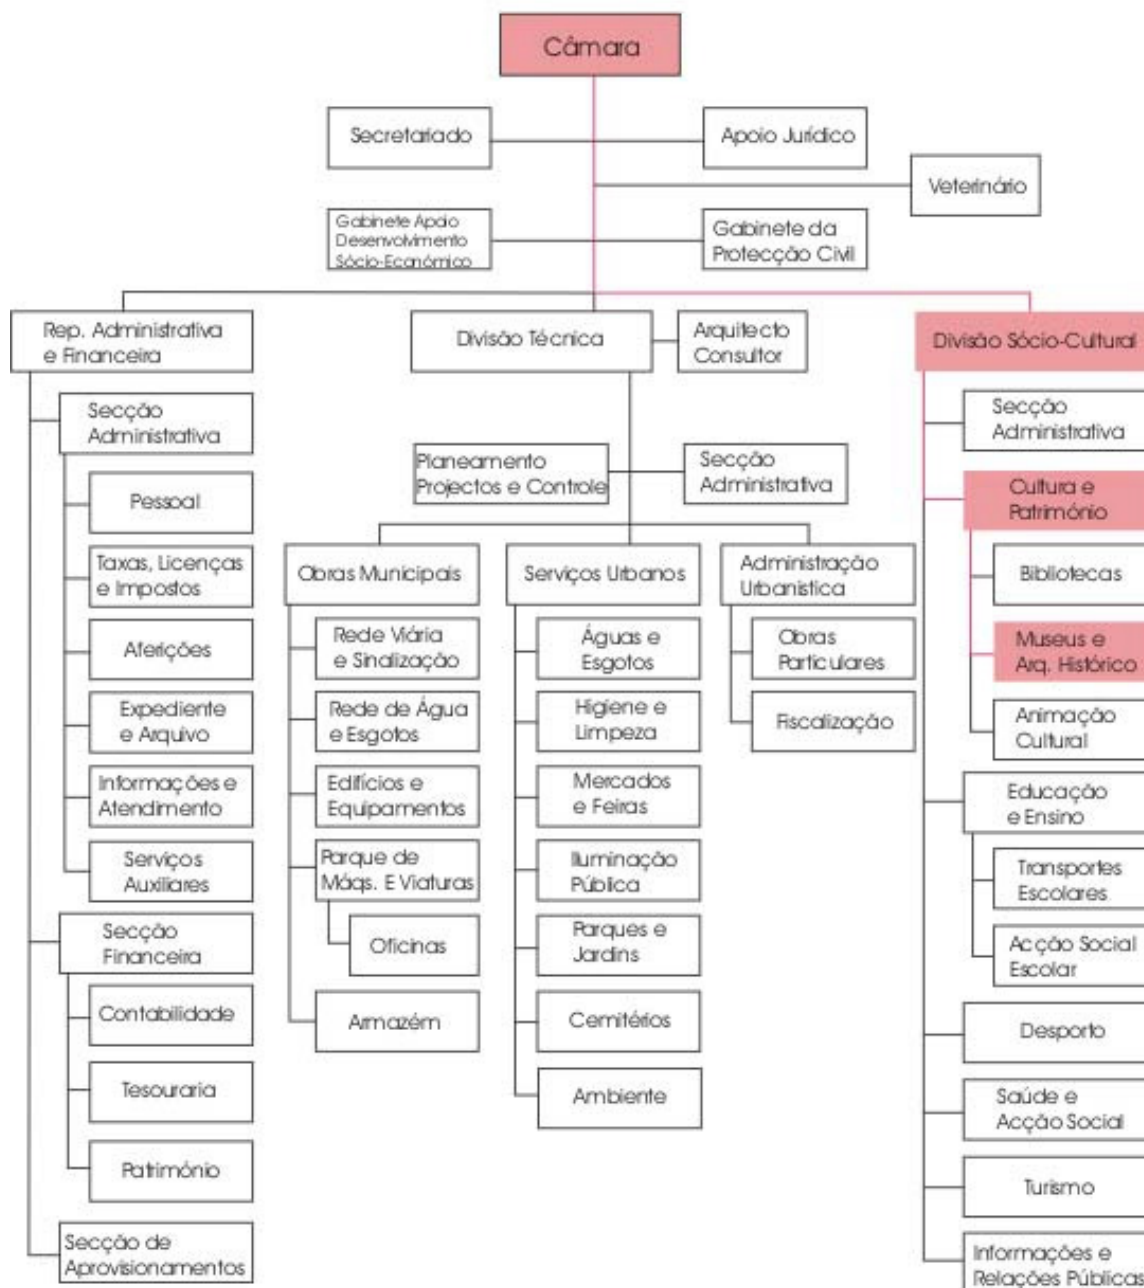 Câmara
Secretariado
Apoio Jurídico
Veterinário
Gabinete Apoio
Desenvolvimento
Sócio-Económico
Gabinete da
Protecção Civil
Rep. Administrativa
e Financeira
Divisão Técnica
Arquitecto
Consultor
Divisão Sócio-Cultural
Secção
Administrativa
Pessoal
Taxas, Licenças
e Impostos
Aferições
Expediente
e Arquivo
Informações e
Atendimento
Serviços
Auxiliares
Secção
Financeira
Contabilidade
Tesouraria
Património
Secção de
Aprovisionamentos
Planeamento
Projectos e Controle
Secção
Administrativa
Obras Municipais
Rede Viária
e Sinalização
Rede de Água
e Esgotos
Edifícios e
Equipamentos
Parque de
Máqs. E Viaturas
Oficinas
Armazém
Serviços Urbanos
Águas e
Esgotos
Higiene e
Limpeza
Mercados
e Feiras
Iluminação
Pública
Parques e
Jardins
Cemitérios
Ambiente
Administração
Urbanística
Obras
Particulares
Fiscalização
Secção
Administrativa
Cultura e
Património
Bibliotecas
Museus e
Arq. Histórico
Animação
Cultural
Educação
e Ensino
Transportes
Escolares
Acção Social
Escolar
Desporto
Saúde e
Acção Social
Turismo
Informações e
Relações Públicas